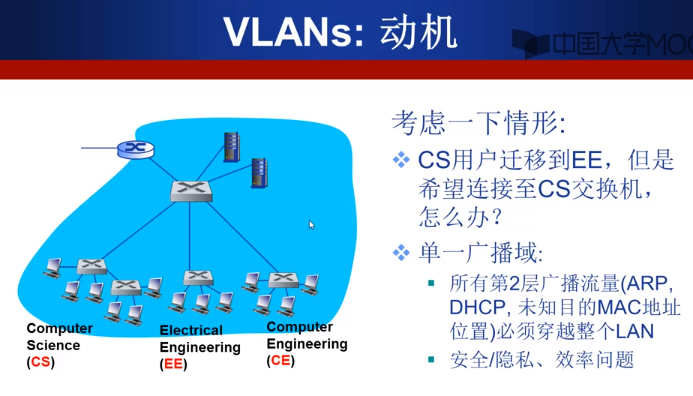 VLANs: 动机
中国大学MOO
考虑一下情形:
CS用户迁移到EE，但是
希望连接至CS交换机，
怎么办？
单一广播域:
所有第2层广播流量(ARP,
DHCP, 未知目的MAC地址
位置)必须穿越整个LAN
安全/隐私、效率问题
Computer
Science
(CS)
Electrical
Engineering
(EE)
Computer
Engineering
(CE)